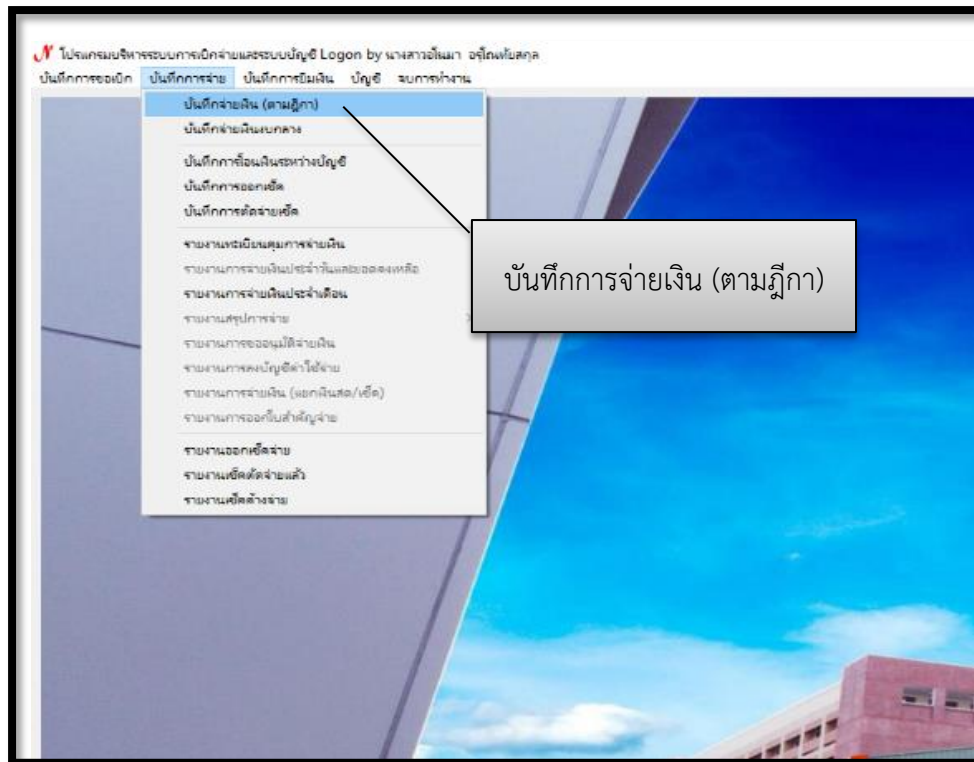 N โปรแกรมบริหารระบบการเบิกจ่ายและระบบบัญชี Logon by นางสาวอโนมา
บันทึกการขอเบิก บันทึกการจ่าย บันทึกการยืมเงิน บัญชี จบการทำงาน
บันทึกจ่ายเงิน (ตามฎีกา)
บันทึกจ่ายเงินงบกลาง
บันทึกการโอนเงินระหว่างบัญชี
บันทึกการออกเช็ค
บันทึกการตัดจ่ายเช็ค
รายงานทะเบียนคุมการจ่ายเงิน
รายงานการจ่ายเงินประจำวันและยอดคงเหลือ
รายงานการจ่ายเงินประจำเดือน
รายงานสรุปการจ่าย
รายงานการขออนุมัติจ่ายเงิน
รายงานการลงบัญชีค่าใช้จ่าย
รายงานการจ่ายเงิน (แยกเงินสด/เช็ค)
รายงานการออกใบสำคัญจ่าย
รายงานออกเช็คจ่าย
รายงานเช็คตัดจ่ายแล้ว
รายงานเช็คค้างจ่าย
บันทึกการจ่ายเงิน (ตามฎีกา)